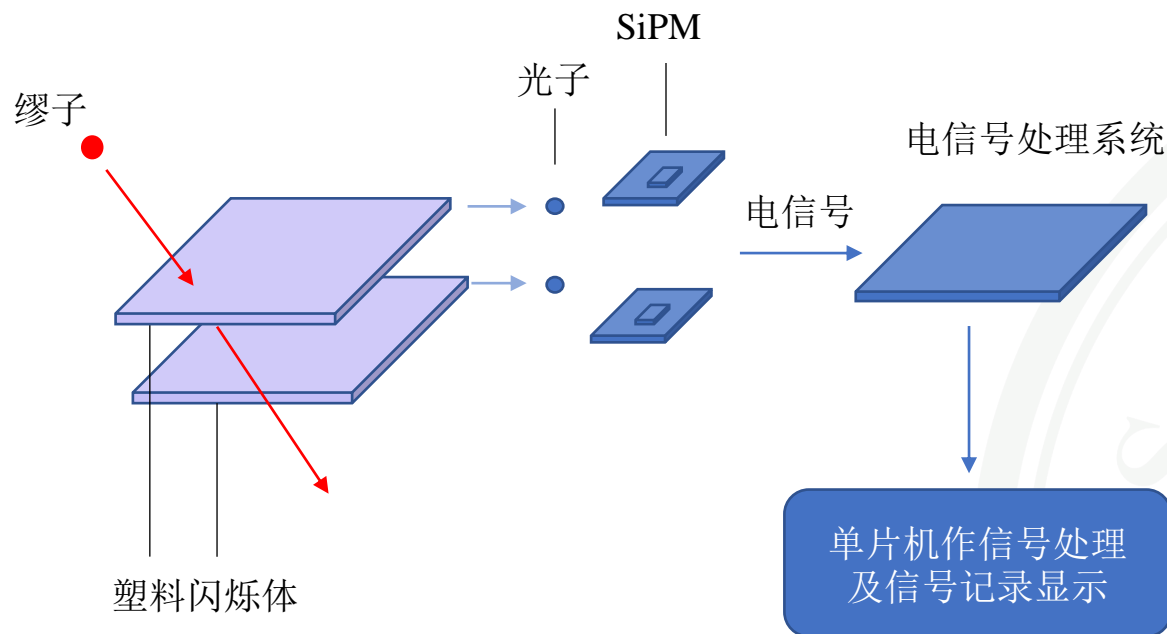 SiPM
光子
缪子
电信号处理系统
电信号
塑料闪烁体
单片机作信号处理
及信号记录显示
S